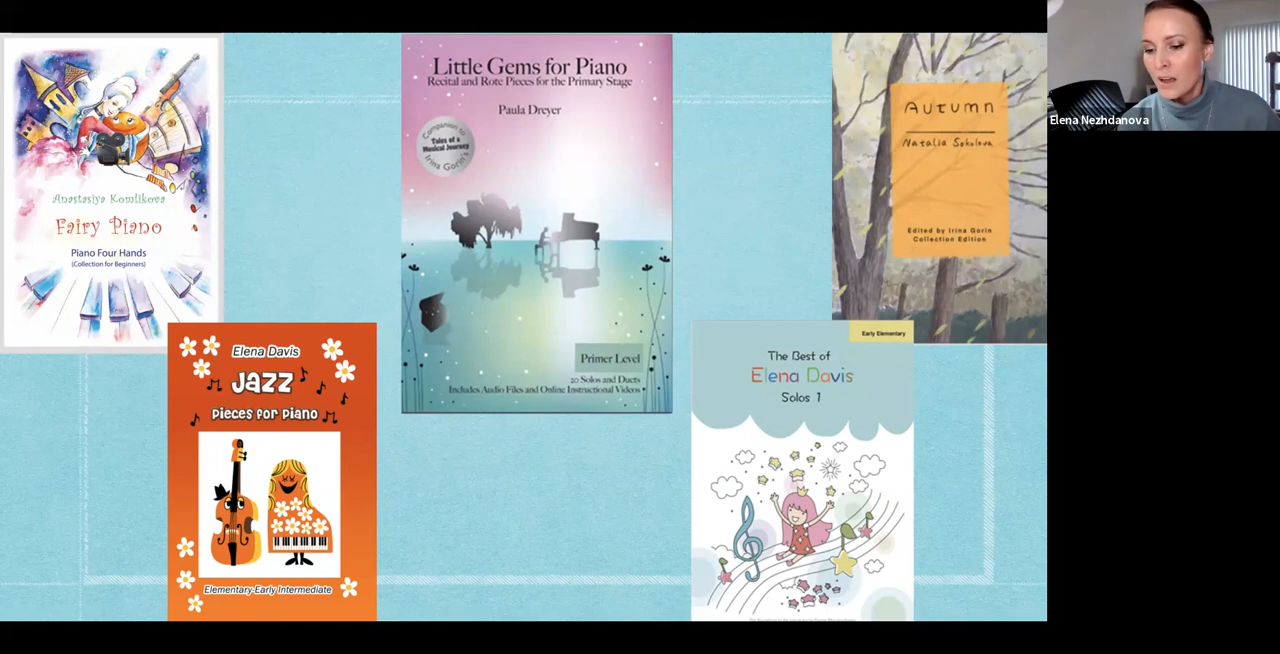 Anastasiya Komlikova
Fairy Piano
Piano Four Hands
(Collection for Beginners)
Little Gems for Piano
Recital and Rote Pieces for the Primary Stage
Paula Dreyer
Companion to
Tales of a
Musical Journey
Irina Gorin's
Primer Level
20 Solos and Duets
Includes Audio Files and Online Instructional Videos
Autumn
Natalia Sokolova
Edited by Irina Gorin
Collection Edition
Elena Nezhdanova
Elena Davis
Jazz
Pieces for Piano
Elementary-Early Intermediate
Early Elementary
The Best of
Elena Davis
Solos 1